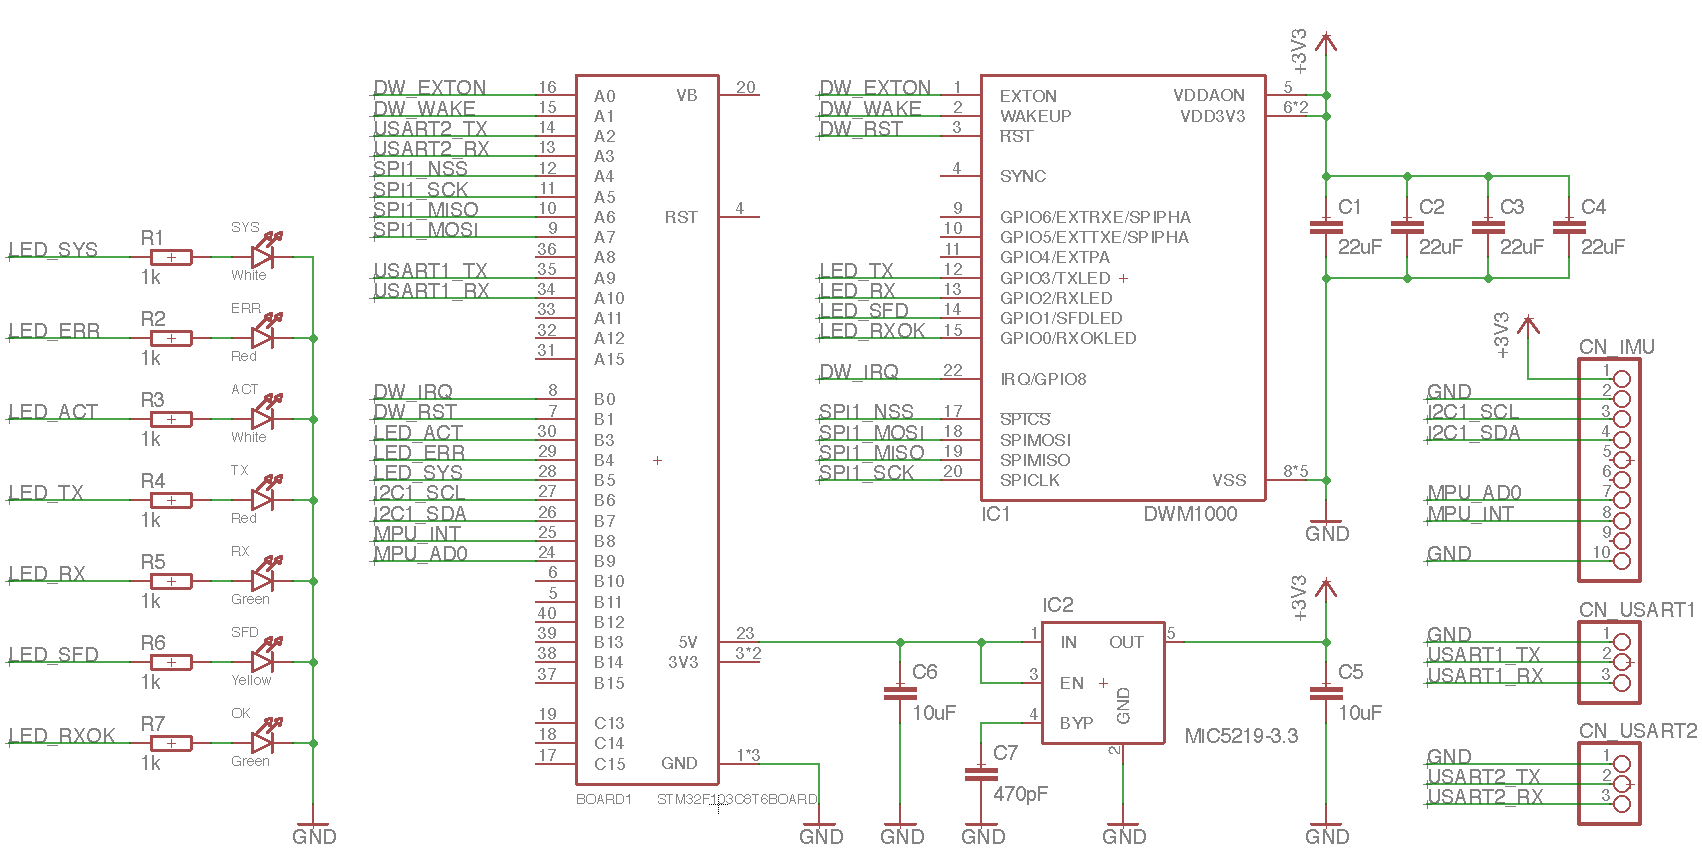 SYS
LED_SYS
R1
1k
White
ERR
LED_ERR
R2
1k
Red
ACT
LED_ACT
R3
1k
White
TX
LED_TX
R4
1k
Red
RX
LED_RX
R5
1k
Green
SFD
LED_SFD
R6
1k
Yellow
OK
LED_RXOK
R7
1k
Green
GND
DW_EXTON 16 A0
DW_WAKE 15 A1
USART2_TX 14 A2
USART2_RX 13 A3
SPI1_NSS 12 A4
SPI1_SCK 11 A5
SPI1_MISO 10 A6
SPI1_MOSI 9 A7
36 A8
USART1_TX 35 A9
USART1_RX 34 A10
33 A11
32 A12
31 A15
DW_IRQ 8 B0
DW_RST 7 B1
LED_ACT 30 B3
LED_ERR 29 B4
LED_SYS 28 B5
I2C1_SCL 27 B6
I2C1_SDA 26 B7
MPU_INT 25 B8
MPU_AD0 24 B9
6 B10
5 B11
40 B12
39 B13
38 B14
37 B15
19 C13
18 C14
17 C15
VB 20
RST 4
5V 23
3V3 3*2
GND 1*3
BOARD1 STM32F103C8T6BOARD
GND
DW_EXTON 1 EXTON
DW_WAKE 2 WAKEUP
DW_RST 3 RST
4 SYNC
9 GPIO6/EXTRXE/SPIPHA
10 GPIO5/EXTTXE/SPIPHA
11 GPIO4/EXTPA
LED_TX 12 GPIO3/TXLED
LED_RX 13 GPIO2/RXLED
LED_SFD 14 GPIO1/SFDLED
LED_RXOK 15 GPIO0/RXOKLED
DW_IRQ 22 IRQ/GPIO8
SPI1_NSS 17 SPICS
SPI1_MOSI 18 SPIMOSI
SPI1_MISO 19 SPIMISO
SPI1_SCK 20 SPICLK
VDDAON 5
VDD3V3 6*2
VSS 8*5
IC1 DWM1000
+3V3
C1
22uF
C2
22uF
C3
22uF
C4
22uF
GND
IC2
1 IN
3 EN
4 BYP
OUT 5
GND 2
MIC5219-3.3
C6
10uF
GND
C7
470pF
GND
GND
+3V3
C5
10uF
GND
+3V3
CN_IMU
1
GND 2
I2C1_SCL 3
I2C1_SDA 4
5
6
MPU_AD0 7
MPU_INT 8
9
GND 10
CN_USART1
GND 1
USART1_TX 2
USART1_RX 3
CN_USART2
GND 1
USART2_TX 2
USART2_RX 3